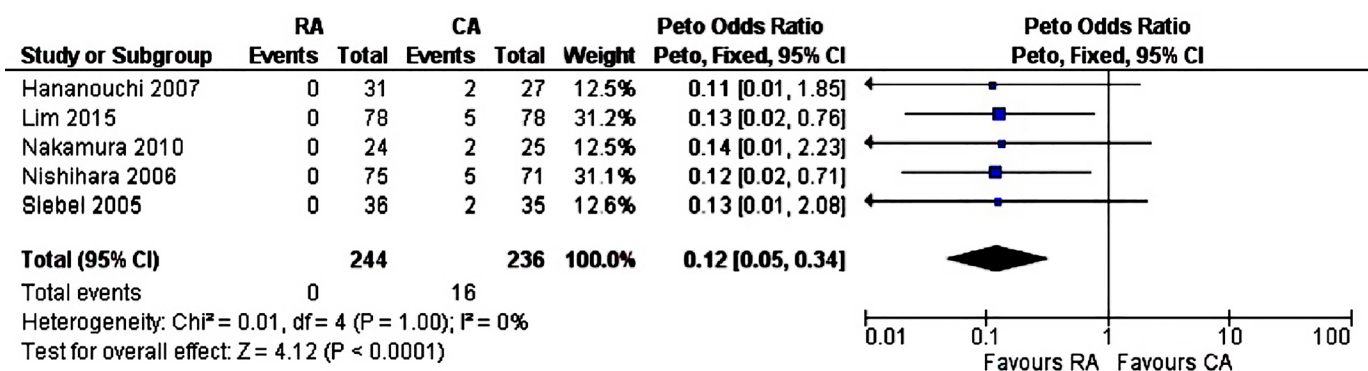 RA CA Peto Odds Ratio Peto Odds Ratio
Study or Subgroup Events Total Events Total Weight Peto, Fixed, 95% CI Peto, Fixed, 95% CI
Hananouchi 2007 0 31 2 27 12.5% 0.11 [0.01, 1.85]
Lim 2015 0 78 5 78 31.2% 0.13 [0.02, 0.76]
Nakamura 2010 0 24 2 25 12.5% 0.14 [0.01, 2.23]
Nishihara 2006 0 75 5 71 31.1% 0.12 [0.02, 0.71]
Siebel 2005 0 36 2 35 12.6% 0.13 [0.01, 2.08]
Total (95% CI) 244 236 100.0% 0.12 [0.05, 0.34]
Total events 0 16
Heterogeneity: Chi² = 0.01, df = 4 (P = 1.00); I² = 0%
Test for overall effect: Z = 4.12 (P < 0.0001)
0.01 0.1 1 10 100
Favours RA Favours CA